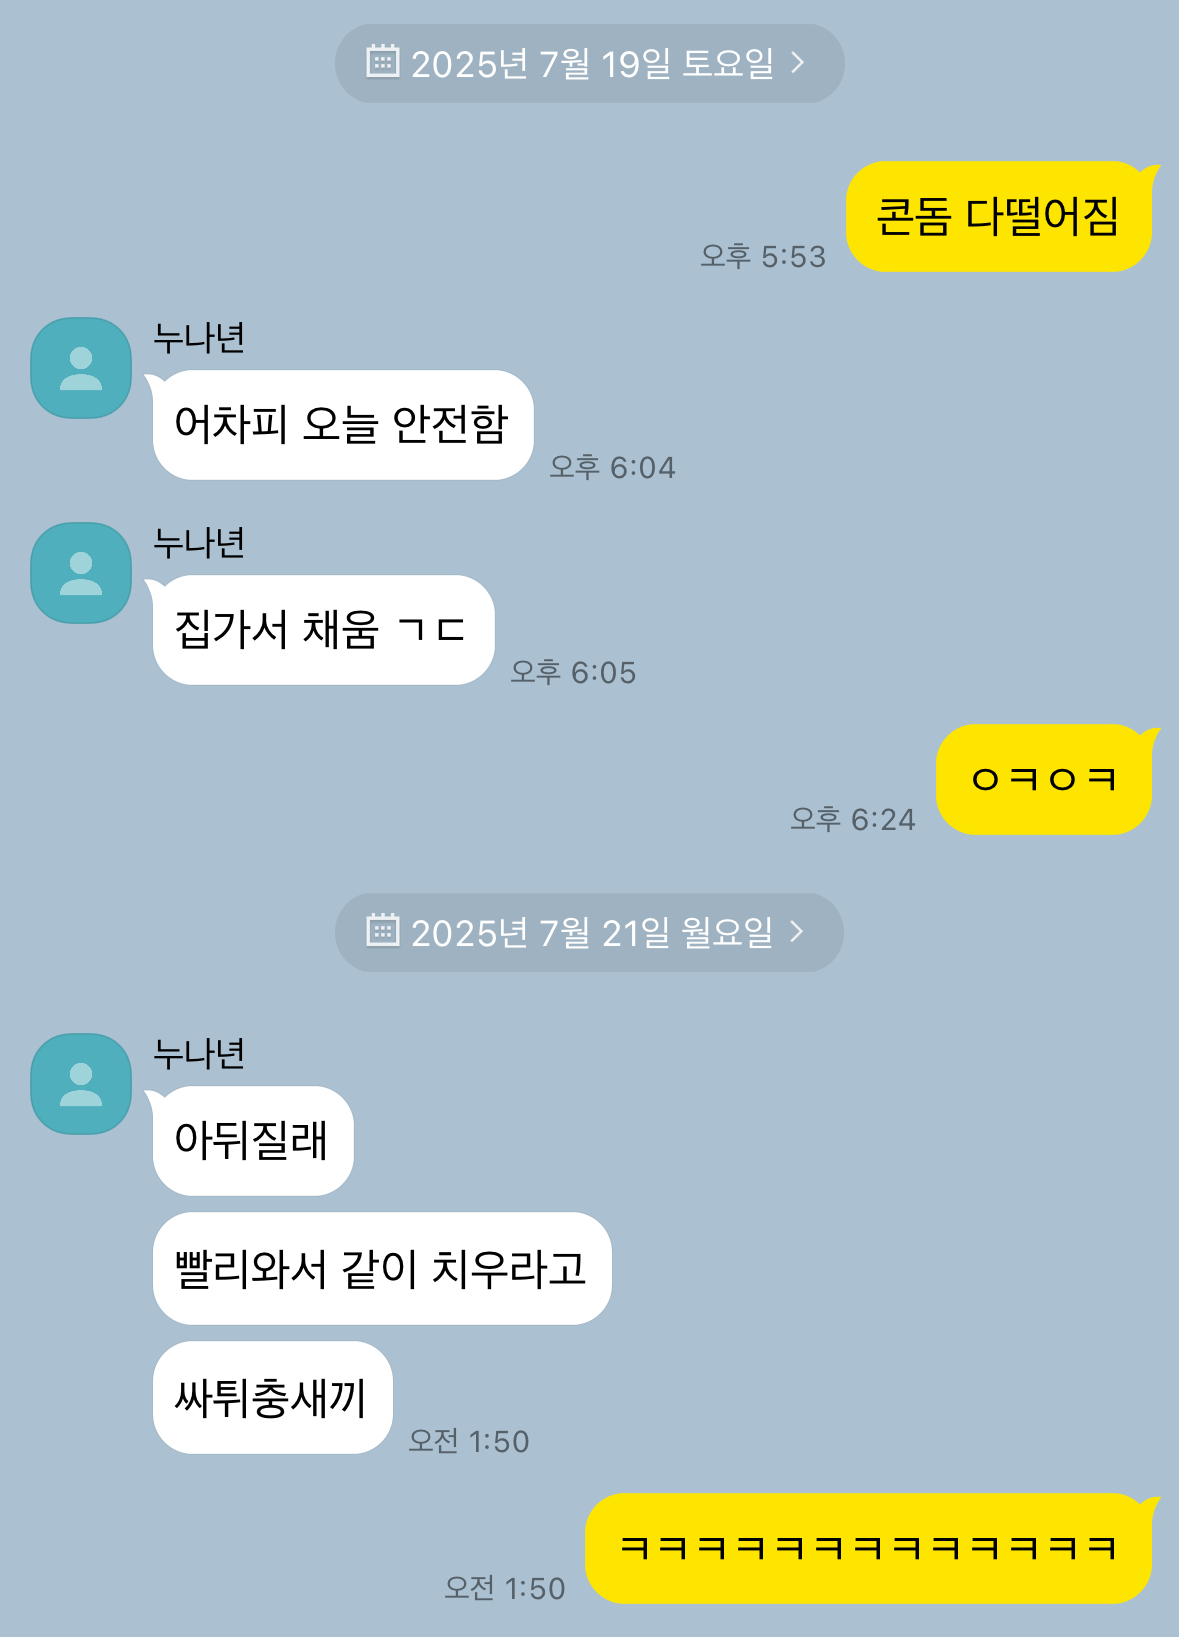 2025년 7월 19일 토요일
콘돔 다떨어짐
오후 5:53
누나년
어차피 오늘 안전함
오후 6:04
누나년
집가서 채움 ㄱㄷ
오후 6:05
ㅇㅋㅇㅋ
오후 6:24
2025년 7월 21일 월요일
누나년
아뒤질래
빨리와서 같이 치우라고
싸튀충새끼
오전 1:50
ㅋㅋㅋㅋㅋㅋㅋㅋㅋㅋㅋㅋㅋ
오전 1:50